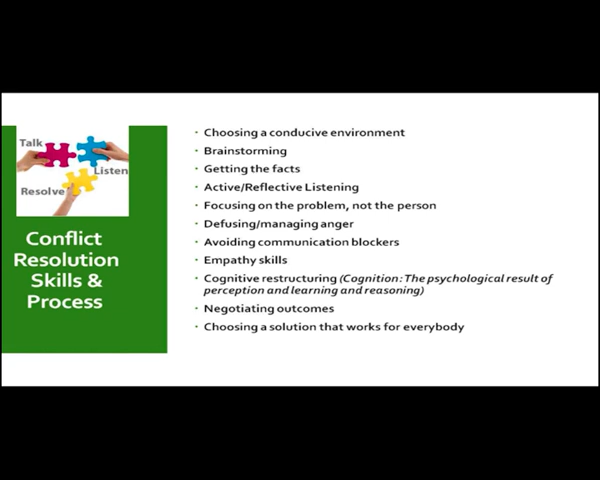 Talk
Listen
Resolve
Conflict
Resolution
Skills &
Process
· Choosing a conducive environment
· Brainstorming
· Getting the facts
· Active/Reflective Listening
· Focusing on the problem, not the person
· Defusing/managing anger
· Avoiding communication blockers
· Empathy skills
· Cognitive restructuring (Cognition: The psychological result of
perception and learning and reasoning)
· Negotiating outcomes
· Choosing a solution that works for everybody